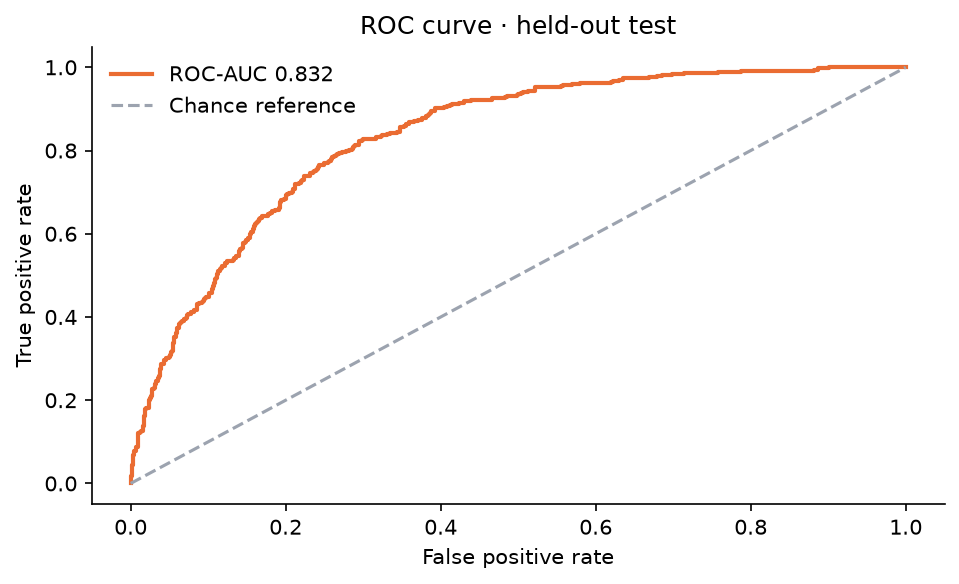 ROC curve · held-out test
ROC-AUC 0.832
Chance reference
True positive rate
1.0
0.8
0.6
0.4
0.2
0.0
0.0 0.2 0.4 0.6 0.8 1.0
False positive rate